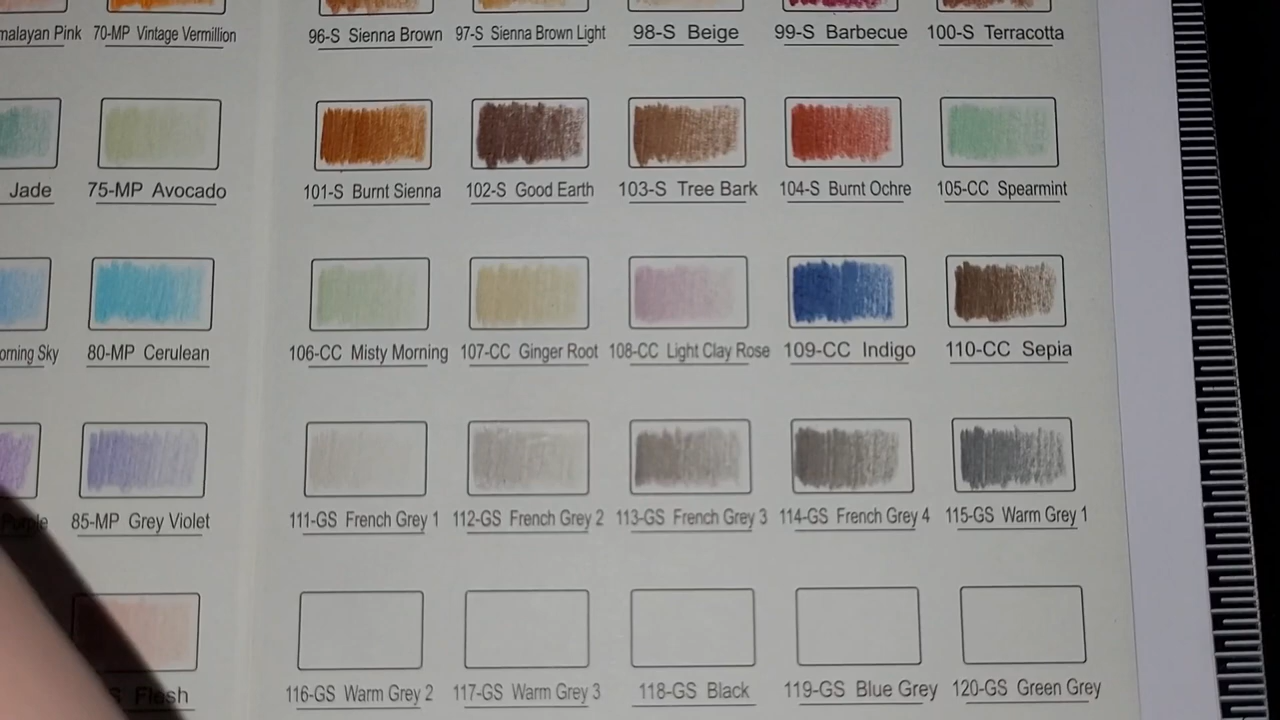 malayan Pink 70-MP Vintage Vermillion 96-S Sienna Brown 97-S Sienna Brown Light 98-S Beige 99-S Barbecue 100-S Terracotta
Jade 75-MP Avocado 101-S Burnt Sienna 102-S Good Earth 103-S Tree Bark 104-S Burnt Ochre 105-CC Spearmint
orning Sky 80-MP Cerulean 106-CC Misty Morning 107-CC Ginger Root 108-CC Light Clay Rose 109-CC Indigo 110-CC Sepia
Purple 85-MP Grey Violet 111-GS French Grey 1 112-GS French Grey 2 113-GS French Grey 3 114-GS French Grey 4 115-GS Warm Grey 1
S Flesh 116-GS Warm Grey 2 117-GS Warm Grey 3 118-GS Black 119-GS Blue Grey 120-GS Green Grey